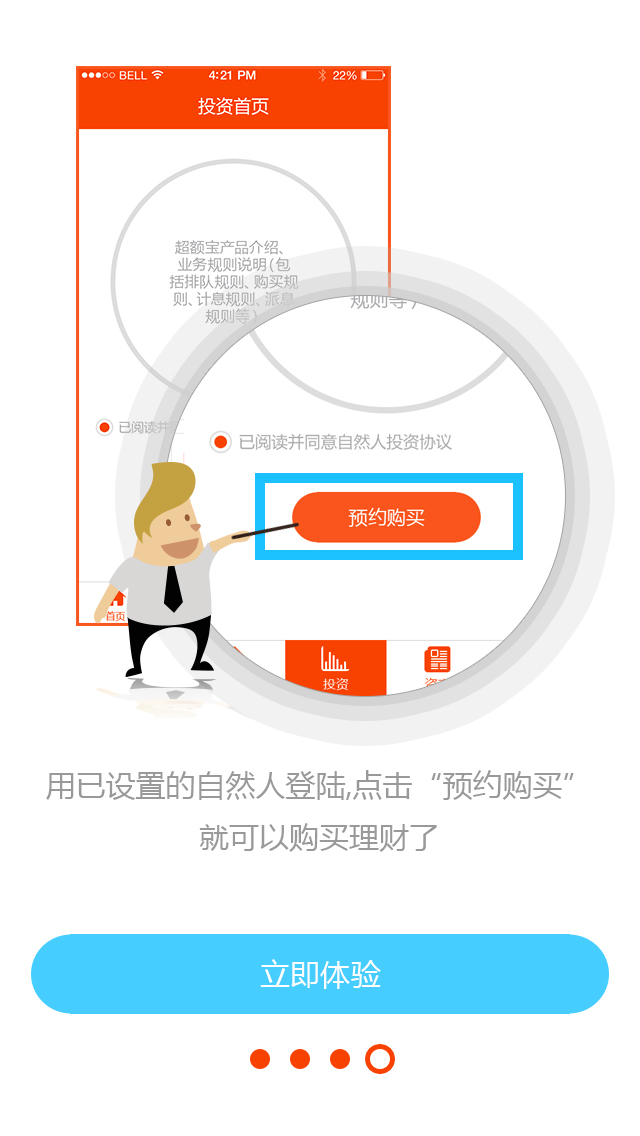 BELL 4:21 PM 22%
投资首页
超额宝产品介绍、
业务规则说明(包
括排队规则、购买规
则、计息规则、派息
规则等)
规则等)
已阅读并
已阅读并同意自然人投资协议
预约购买
首页
投资
用已设置的自然人登陆,点击“预约购买”
就可以购买理财了
立即体验